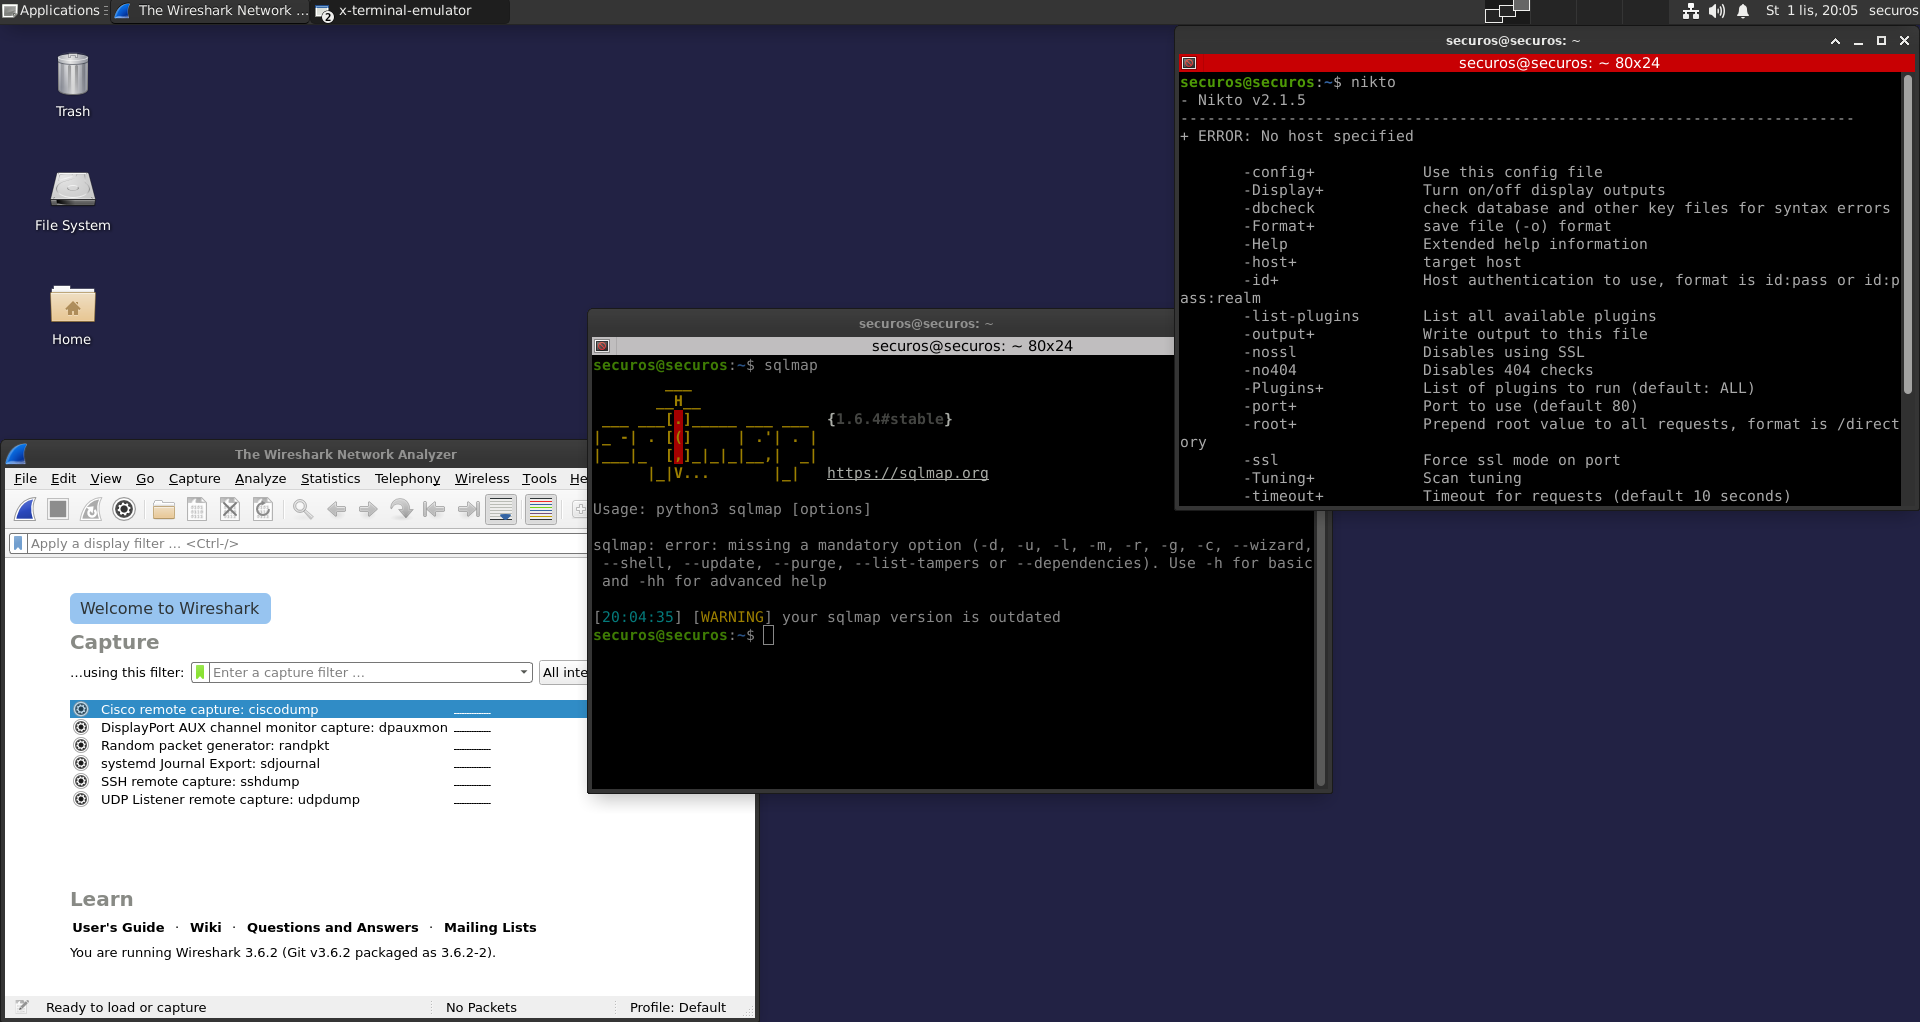 Applications
The Wireshark Network ...
2
x-terminal-emulator
St 1 lis, 20:05
securos
Trash
File System
Home
securos@securos: ~
securos@securos: ~ 80x24
securos@securos:~$ nikto
- Nikto v2.1.5
---------------------------------------------------------------------------
+ ERROR: No host specified
-config+ Use this config file
-Display+ Turn on/off display outputs
-dbcheck check database and other key files for syntax errors
-Format+ save file (-o) format
-Help Extended help information
-host+ target host
-id+ Host authentication to use, format is id:pass or id:p
ass:realm
-list-plugins List all available plugins
-output+ Write output to this file
-nossl Disables using SSL
-no404 Disables 404 checks
-Plugins+ List of plugins to run (default: ALL)
-port+ Port to use (default 80)
-root+ Prepend root value to all requests, format is /direct
ory
-ssl Force ssl mode on port
-Tuning+ Scan tuning
-timeout+ Timeout for requests (default 10 seconds)
securos@securos: ~
securos@securos: ~ 80x24
securos@securos:~$ sqlmap
        ___
       __H__
 ___ ___[.]_____ ___ ___  {1.6.4#stable}
|_ -| . [(]     | .'| . |
|___|_  [,]_|_|_|__,|  _|
      |_|V...       |_|   https://sqlmap.org
Usage: python3 sqlmap [options]
sqlmap: error: missing a mandatory option (-d, -u, -l, -m, -r, -g, -c, --wizard,
--shell, --update, --purge, --list-tampers or --dependencies). Use -h for basic
and -hh for advanced help
[20:04:35] [WARNING] your sqlmap version is outdated
securos@securos:~$
The Wireshark Network Analyzer
File Edit View Go Capture Analyze Statistics Telephony Wireless Tools He
Apply a display filter ... <Ctrl-/>
Welcome to Wireshark
Capture
...using this filter: Enter a capture filter ... All inte
Cisco remote capture: ciscodump
DisplayPort AUX channel monitor capture: dpauxmon
Random packet generator: randpkt
systemd Journal Export: sdjournal
SSH remote capture: sshdump
UDP Listener remote capture: udpdump
Learn
User's Guide · Wiki · Questions and Answers · Mailing Lists
You are running Wireshark 3.6.2 (Git v3.6.2 packaged as 3.6.2-2).
Ready to load or capture No Packets Profile: Default